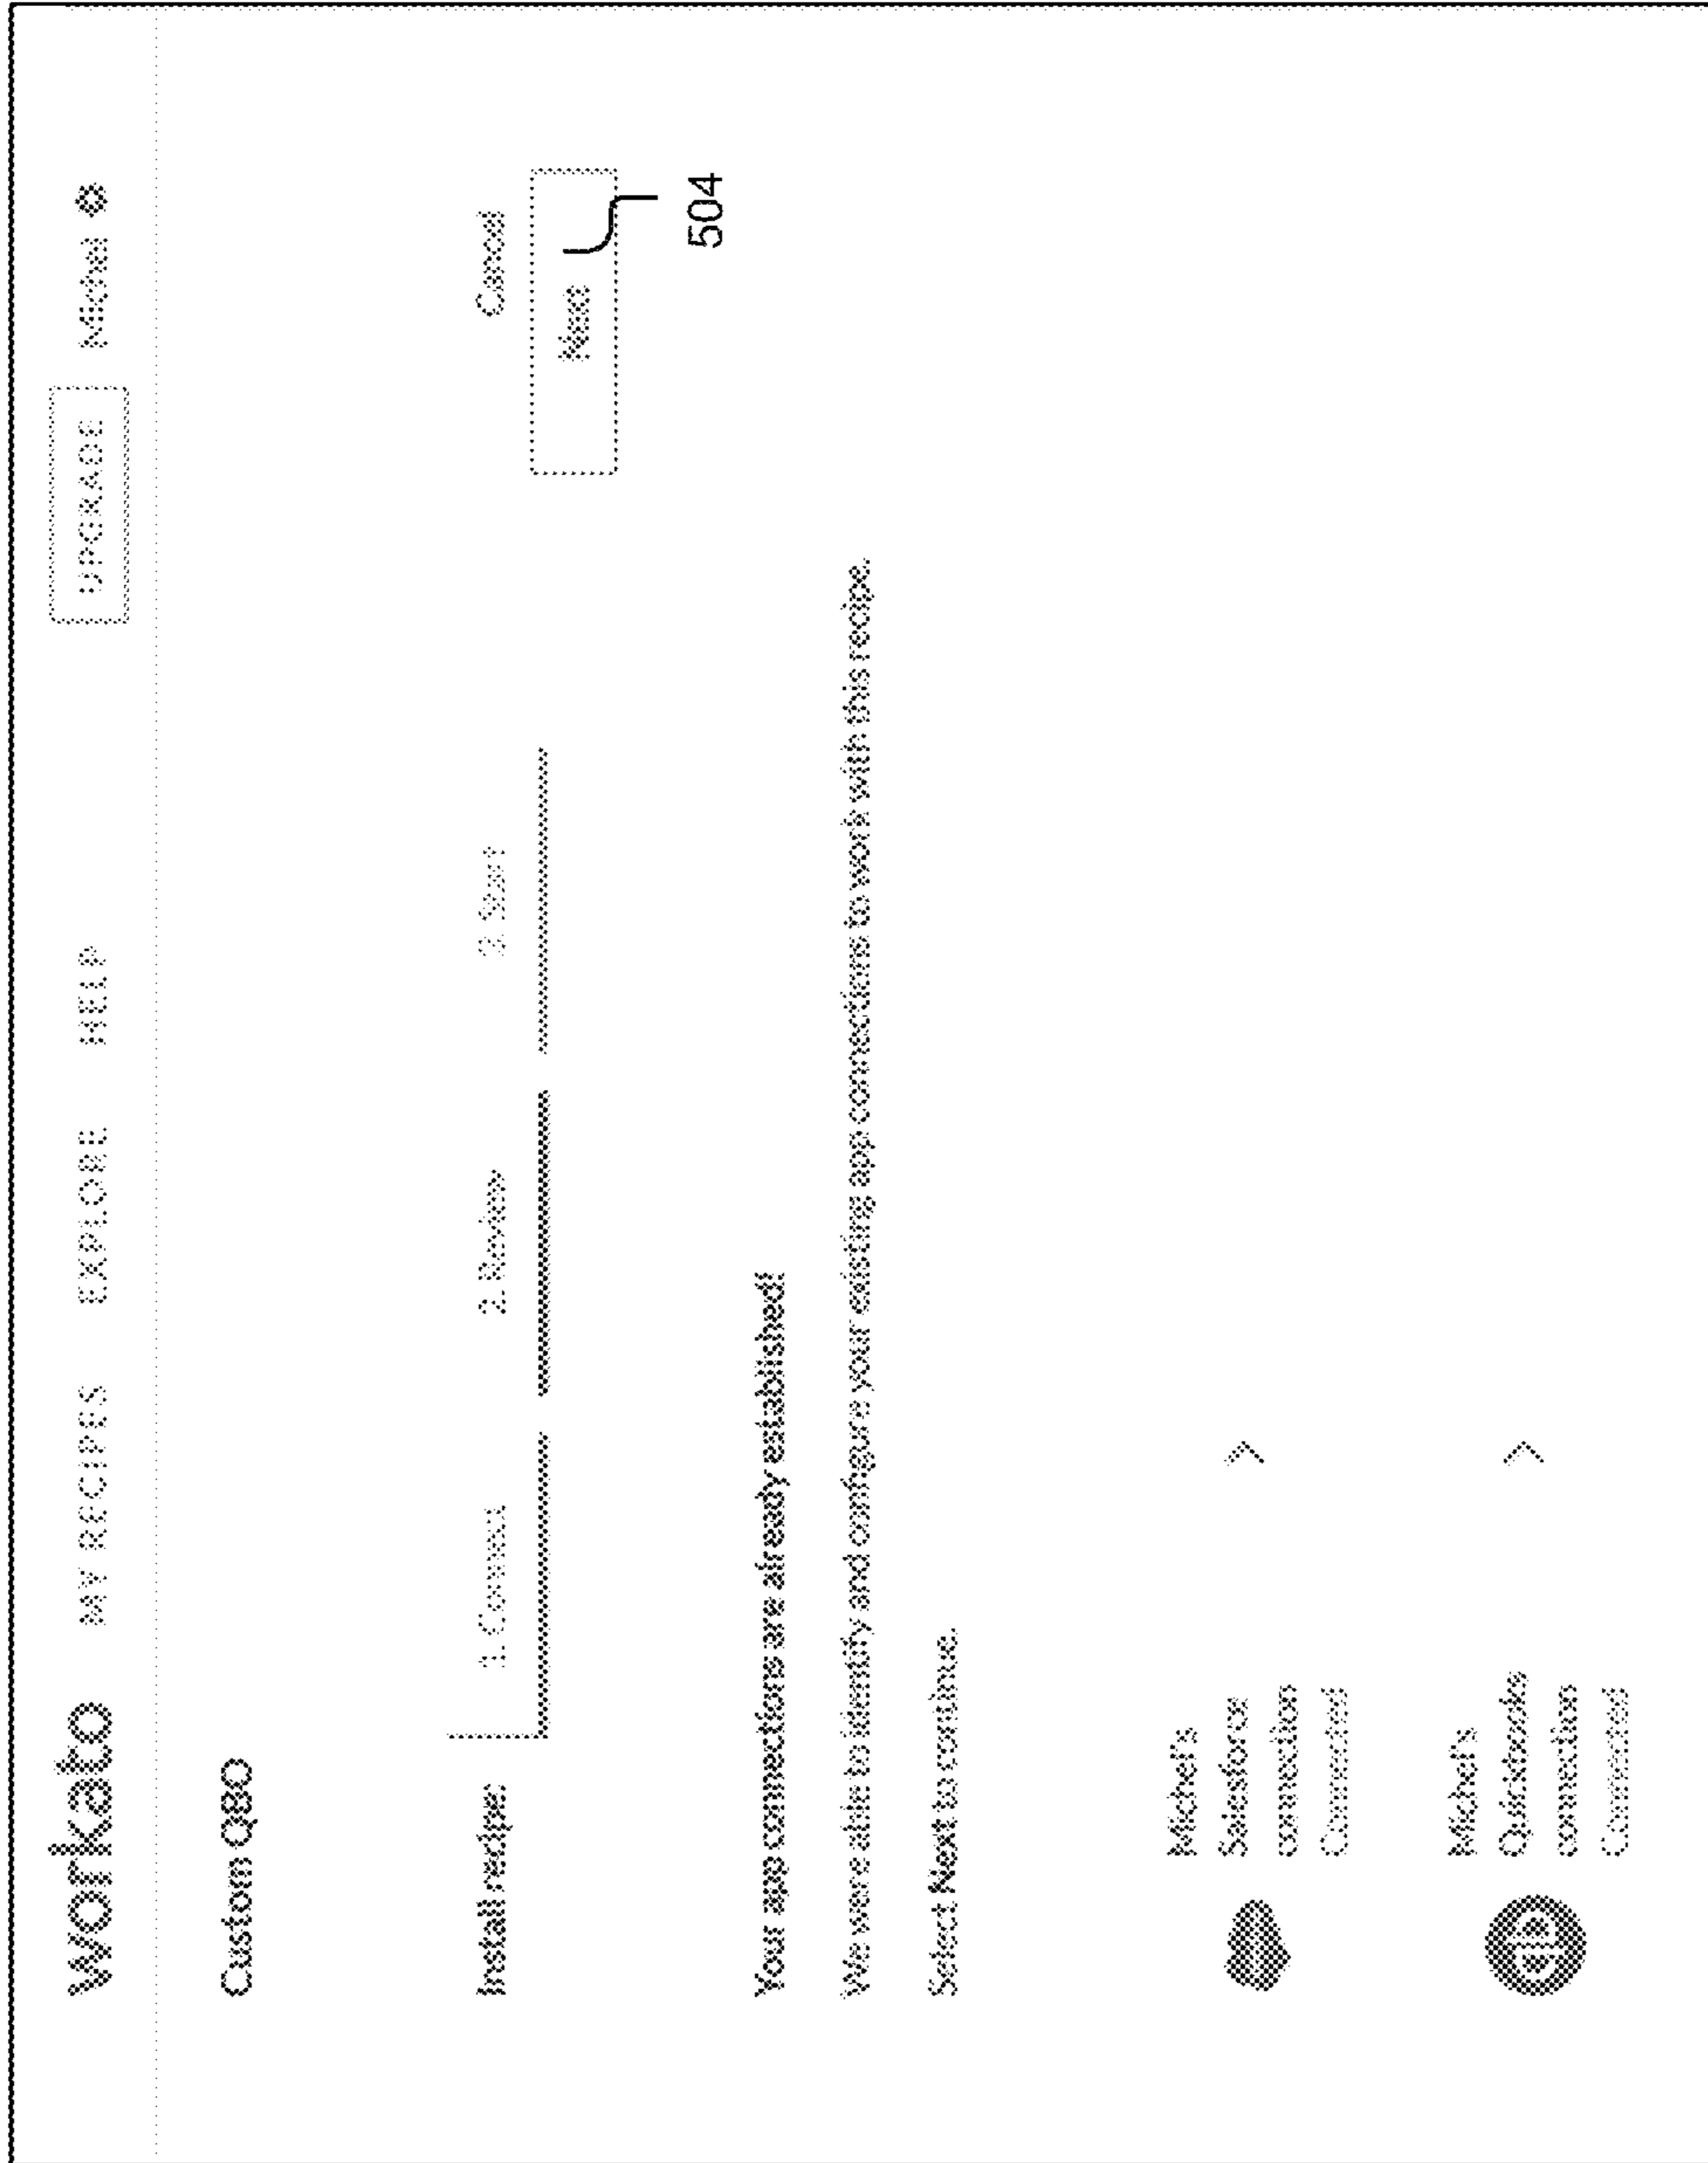 workato MY RECIPES EXPLORE HELP UPGRADE Michel
Custom QBO
Install recipe: 1. Connect 2. Review 3. Start Cancel
Next
504
Your app connections are already established!
We were able to identify and configure your existing app connections to work with this recipe.
Select Next to continue.
Michel's
Salesforce
connection
Connected
Michel's
Quickbooks
connection
Connected